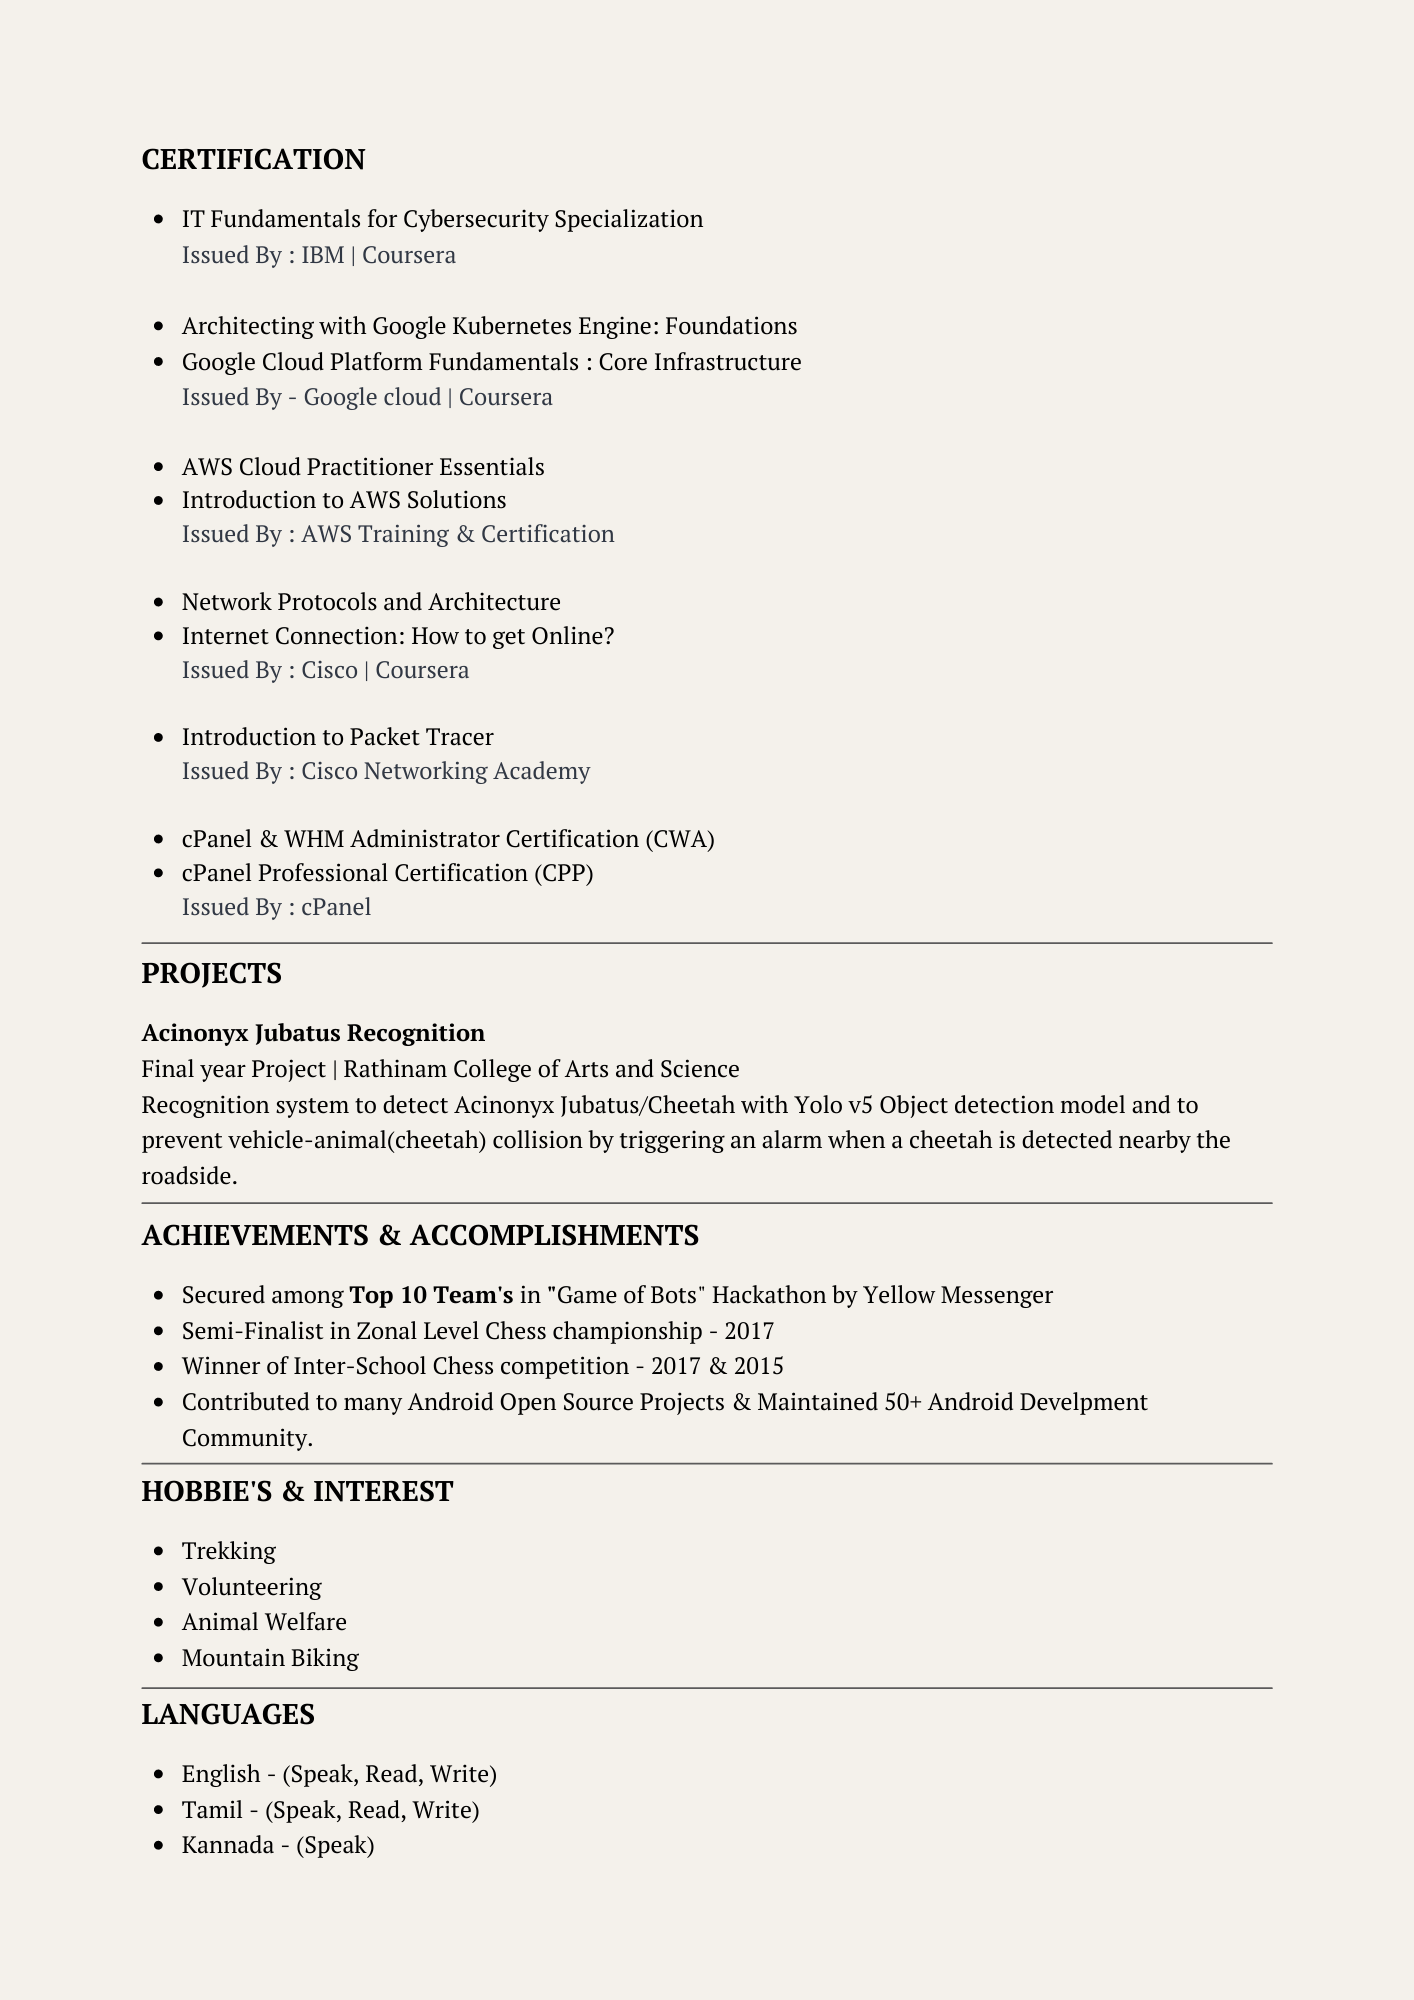 CERTIFICATION
• IT Fundamentals for Cybersecurity Specialization
Issued By : IBM | Coursera
• Architecting with Google Kubernetes Engine: Foundations
• Google Cloud Platform Fundamentals : Core Infrastructure
Issued By - Google cloud | Coursera
• AWS Cloud Practitioner Essentials
• Introduction to AWS Solutions
Issued By : AWS Training & Certification
• Network Protocols and Architecture
• Internet Connection: How to get Online?
Issued By : Cisco | Coursera
• Introduction to Packet Tracer
Issued By : Cisco Networking Academy
• cPanel & WHM Administrator Certification (CWA)
• cPanel Professional Certification (CPP)
Issued By : cPanel
PROJECTS
Acinonyx Jubatus Recognition
Final year Project | Rathinam College of Arts and Science
Recognition system to detect Acinonyx Jubatus/Cheetah with Yolo v5 Object detection model and to
prevent vehicle-animal(cheetah) collision by triggering an alarm when a cheetah is detected nearby the
roadside.
ACHIEVEMENTS & ACCOMPLISHMENTS
• Secured among Top 10 Team's in "Game of Bots" Hackathon by Yellow Messenger
• Semi-Finalist in Zonal Level Chess championship - 2017
• Winner of Inter-School Chess competition - 2017 & 2015
• Contributed to many Android Open Source Projects & Maintained 50+ Android Develpment
Community.
HOBBIE'S & INTEREST
• Trekking
• Volunteering
• Animal Welfare
• Mountain Biking
LANGUAGES
• English - (Speak, Read, Write)
• Tamil - (Speak, Read, Write)
• Kannada - (Speak)